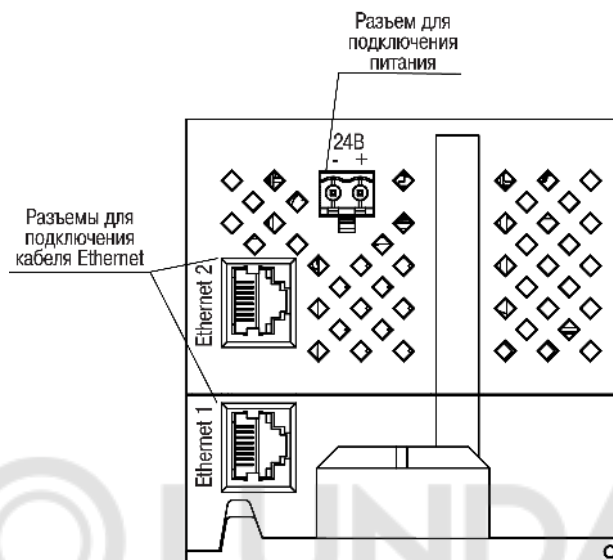 Разъем для
подключения
питания
24В
- +
Разъемы для
подключения
кабеля Ethernet
Ethernet 2
Ethernet 1